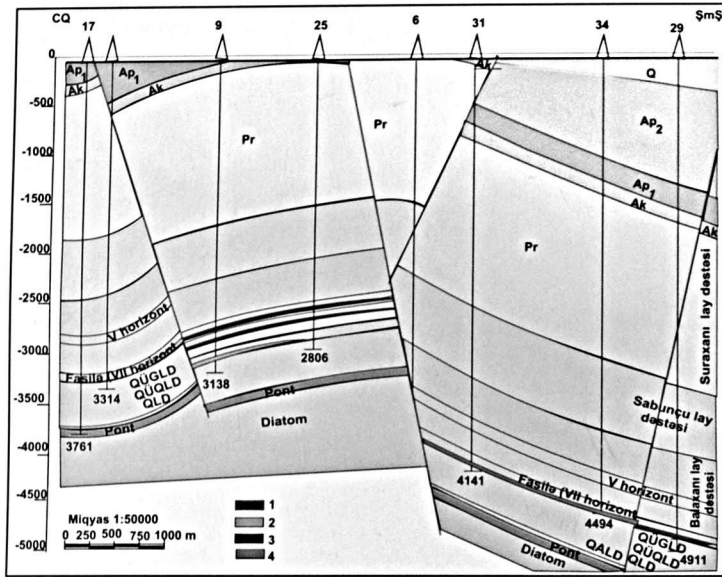 CQ
ŞmŞ
17
9
25
6
31
34
29
0
-500
-1000
-1500
-2000
-2500
-3000
-3500
-4000
-4500
-5000
Ap1
Ak
Ap1
Ak
Pr
Pr
Ak
Q
Ap2
Ap1
Ak
Ak
Pr
V horizont
Fasilə (VII horizont
QÜGLD
QÜQLD
QLD
Pont
3761
3314
3138
2806
Pont
Diatom
Suraxanı lay dəstəsi
Sabunçu lay
dəstəsi
Balaxanı lay
dəstəsi
V horizont
Fasilə (VII horizont
4141
4494
4911
QÜGLD
QÜQLD
QALD QLD
Pont
Diatom
Miqyas 1:50000
0 250 500 1000 m
1
2
3
4